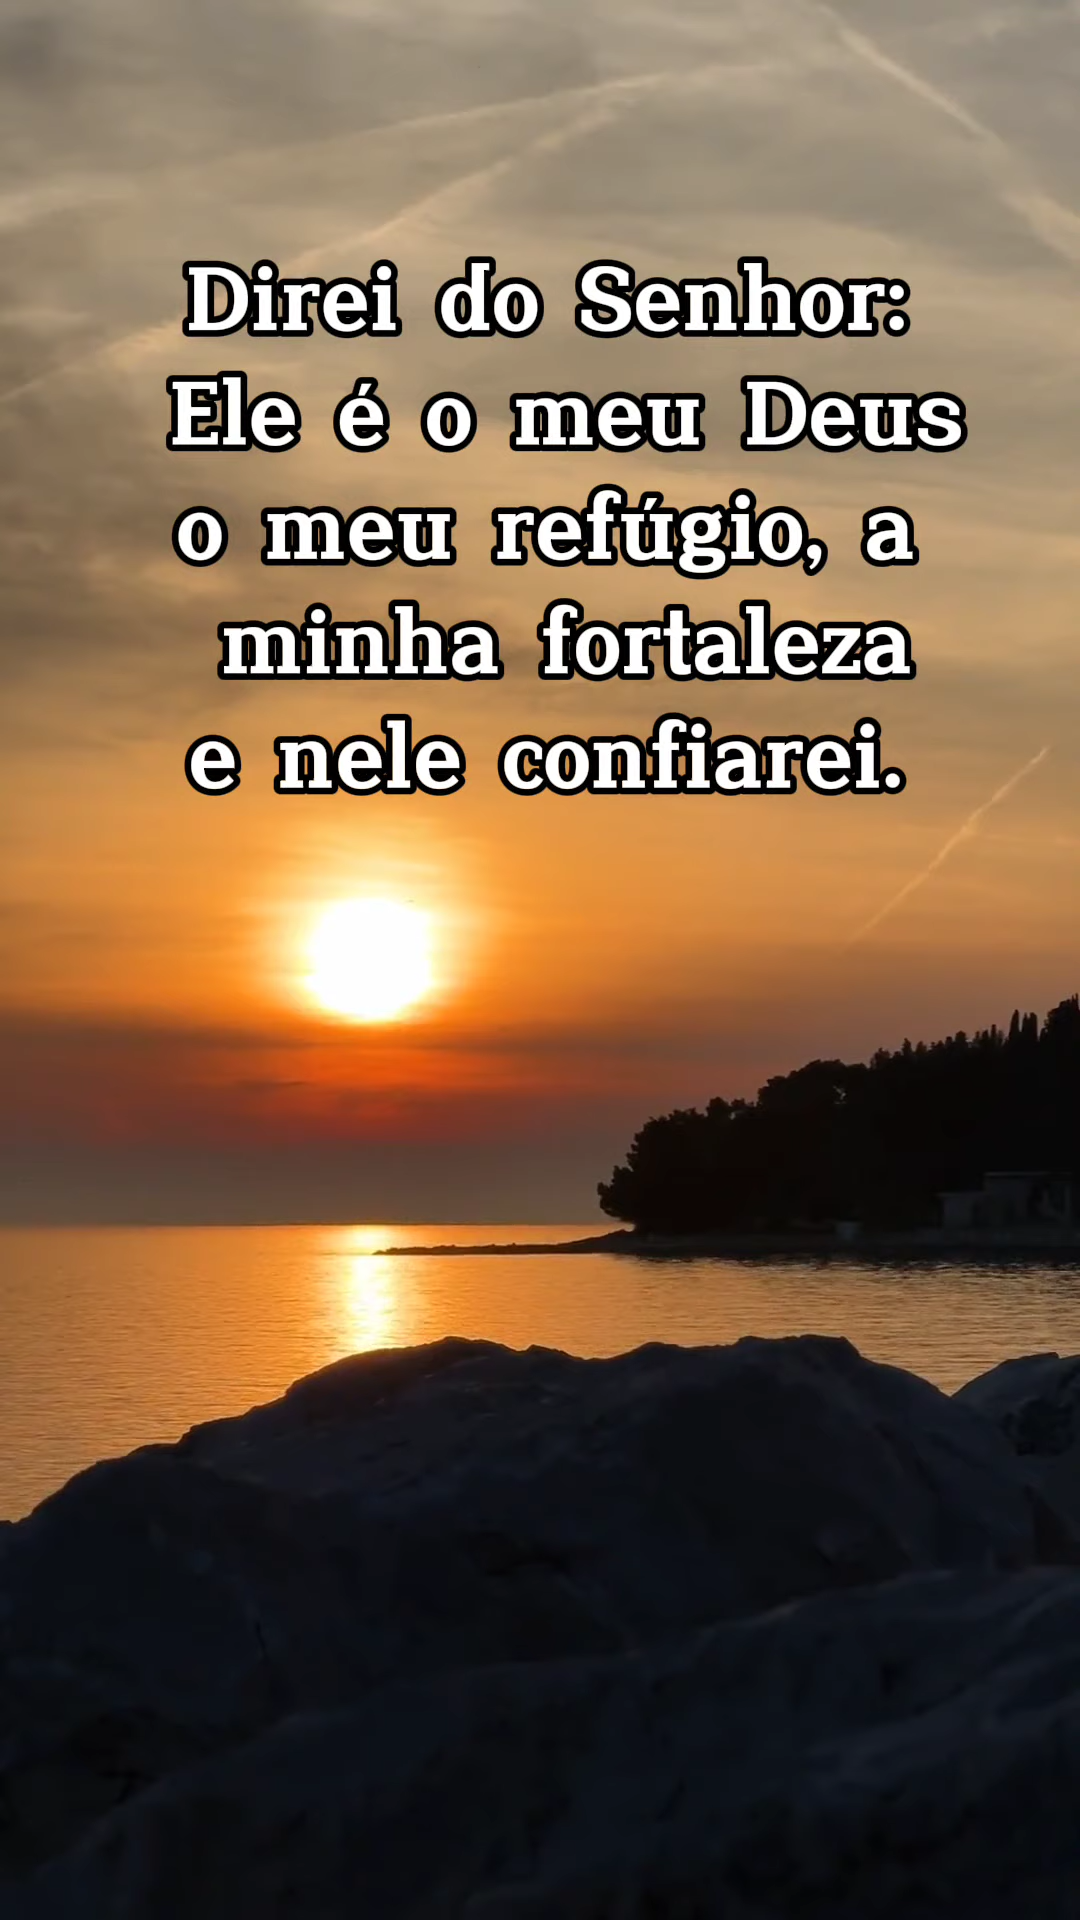 Direi do Senhor:
Ele é o meu Deus
o meu refúgio, a
minha fortaleza
e nele confiarei.